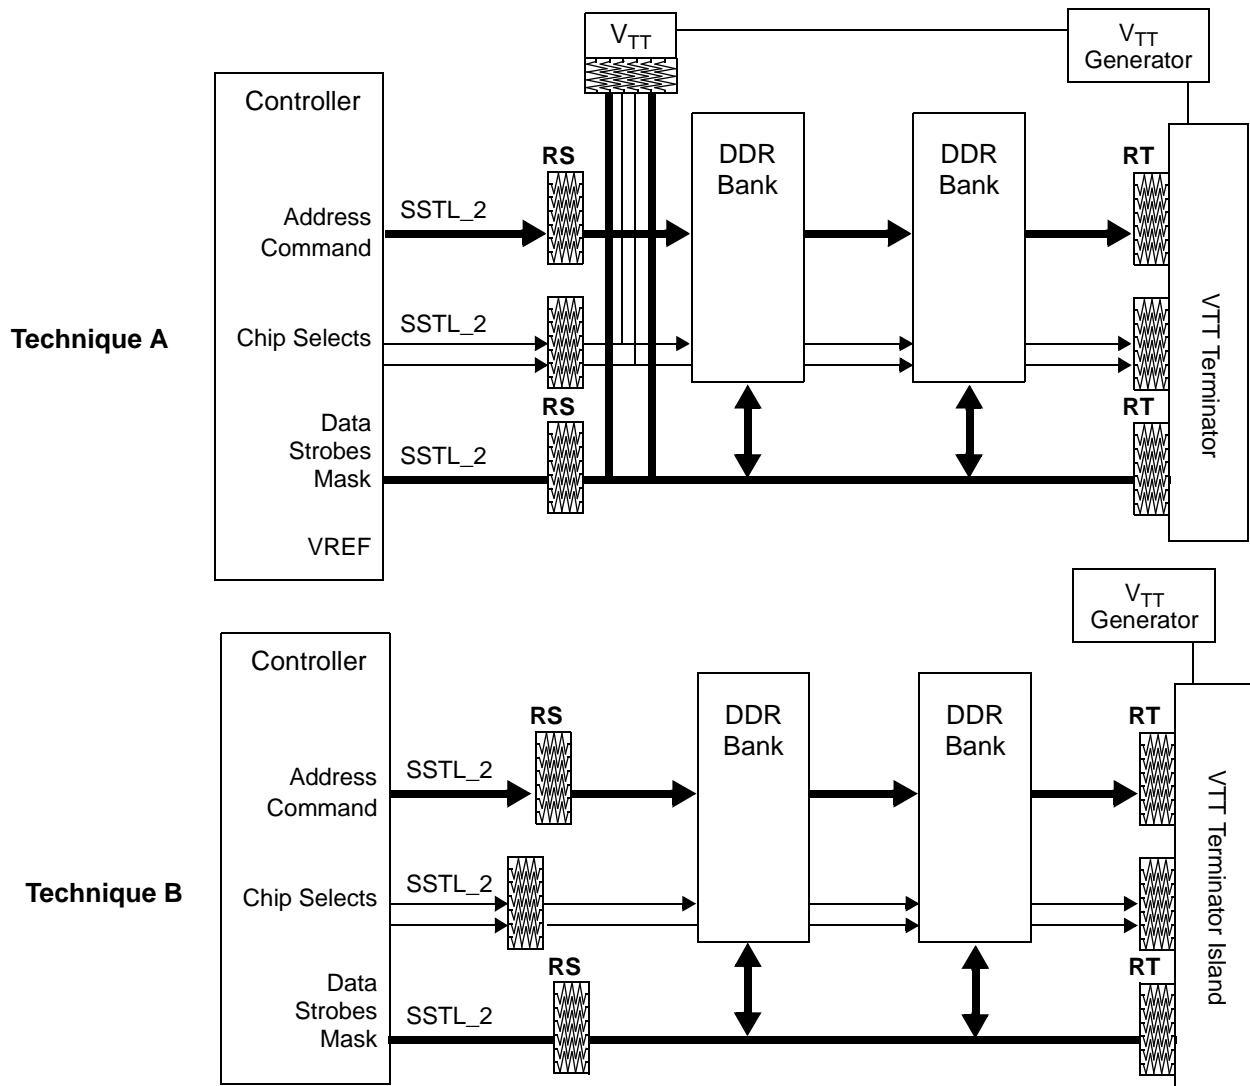 VTT
VTT
Generator
Controller
RS
DDR
Bank
DDR
Bank
RT
Address
Command
SSTL_2
Technique A
Chip Selects
SSTL_2
RS
RT
Data
Strobes
Mask
SSTL_2
VREF
VTT Terminator
VTT
Generator
Controller
RS
DDR
Bank
DDR
Bank
RT
Address
Command
SSTL_2
Technique B
Chip Selects
SSTL_2
RS
RT
Data
Strobes
Mask
SSTL_2
VTT Terminator Island